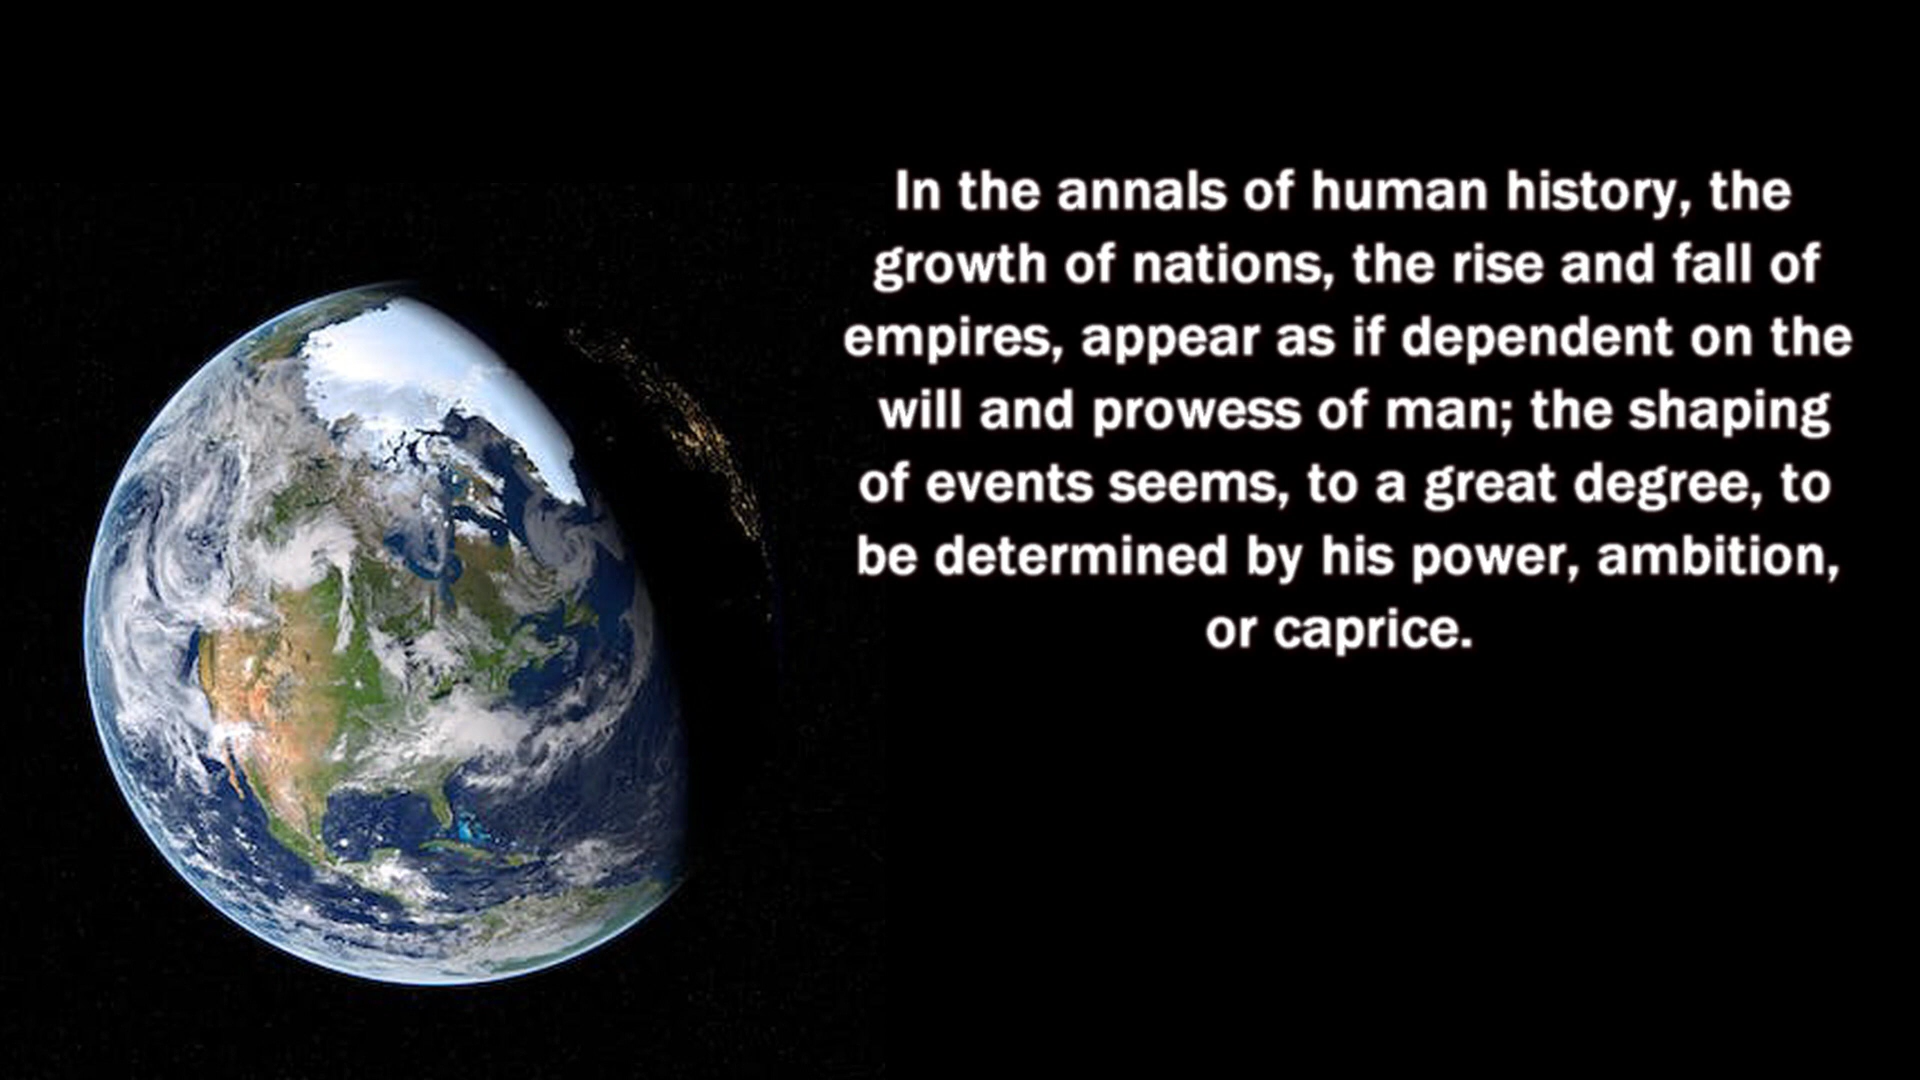 In the annals of human history, the
growth of nations, the rise and fall of
empires, appear as if dependent on the
will and prowess of man; the shaping
of events seems, to a great degree, to
be determined by his power, ambition,
or caprice.